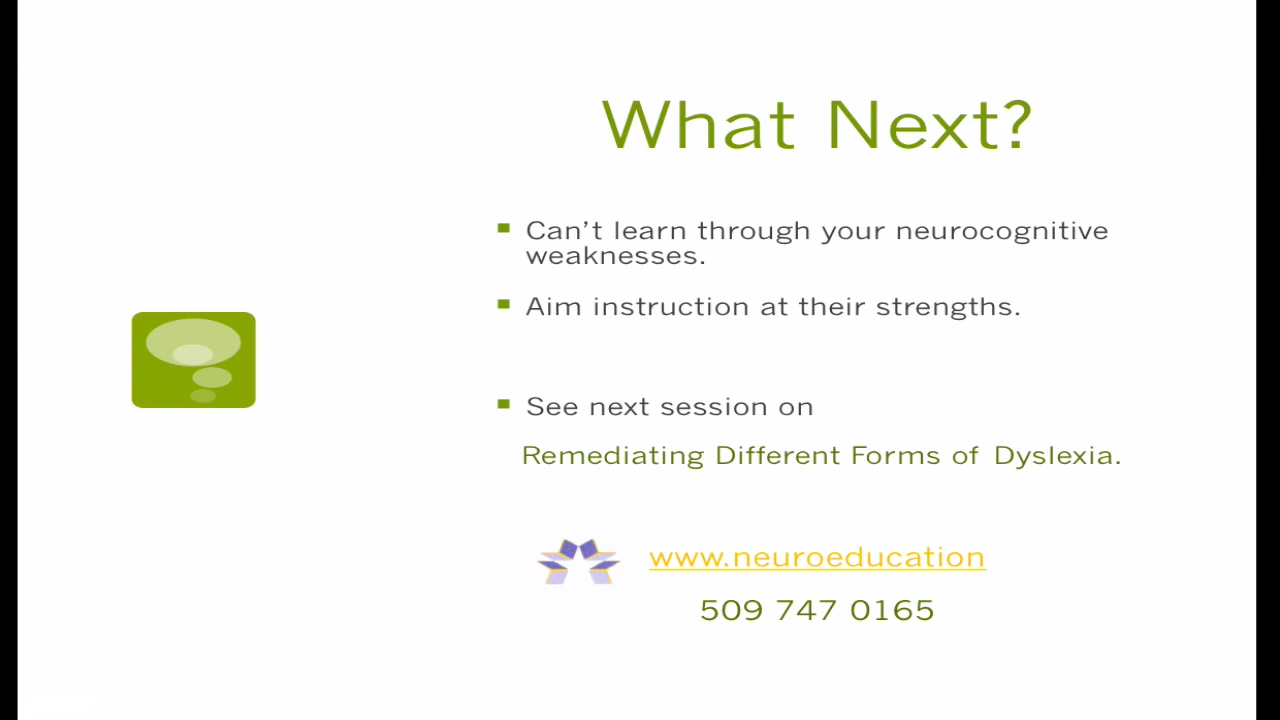 What Next?
Can’t learn through your neurocognitive
weaknesses.
Aim instruction at their strengths.
See next session on
Remediating Different Forms of Dyslexia.
www.neuroeducation
509 747 0165